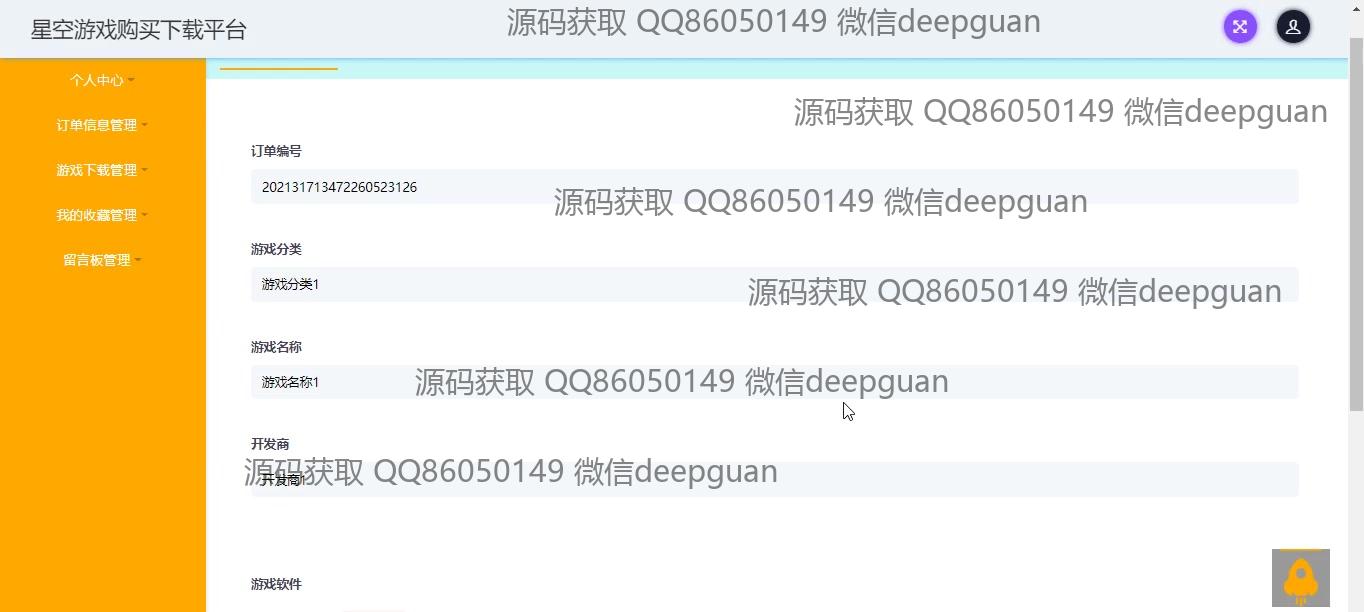 星空游戏购买下载平台
源码获取 QQ86050149 微信deepguan
个人中心
订单信息管理
游戏下载管理
我的收藏管理
留言板管理
源码获取 QQ86050149 微信deepguan
订单编号
202131713472260523126
源码获取 QQ86050149 微信deepguan
游戏分类
游戏分类1
源码获取 QQ86050149 微信deepguan
游戏名称
游戏名称1
源码获取 QQ86050149 微信deepguan
开发商
开发商1
源码获取 QQ86050149 微信deepguan
游戏软件